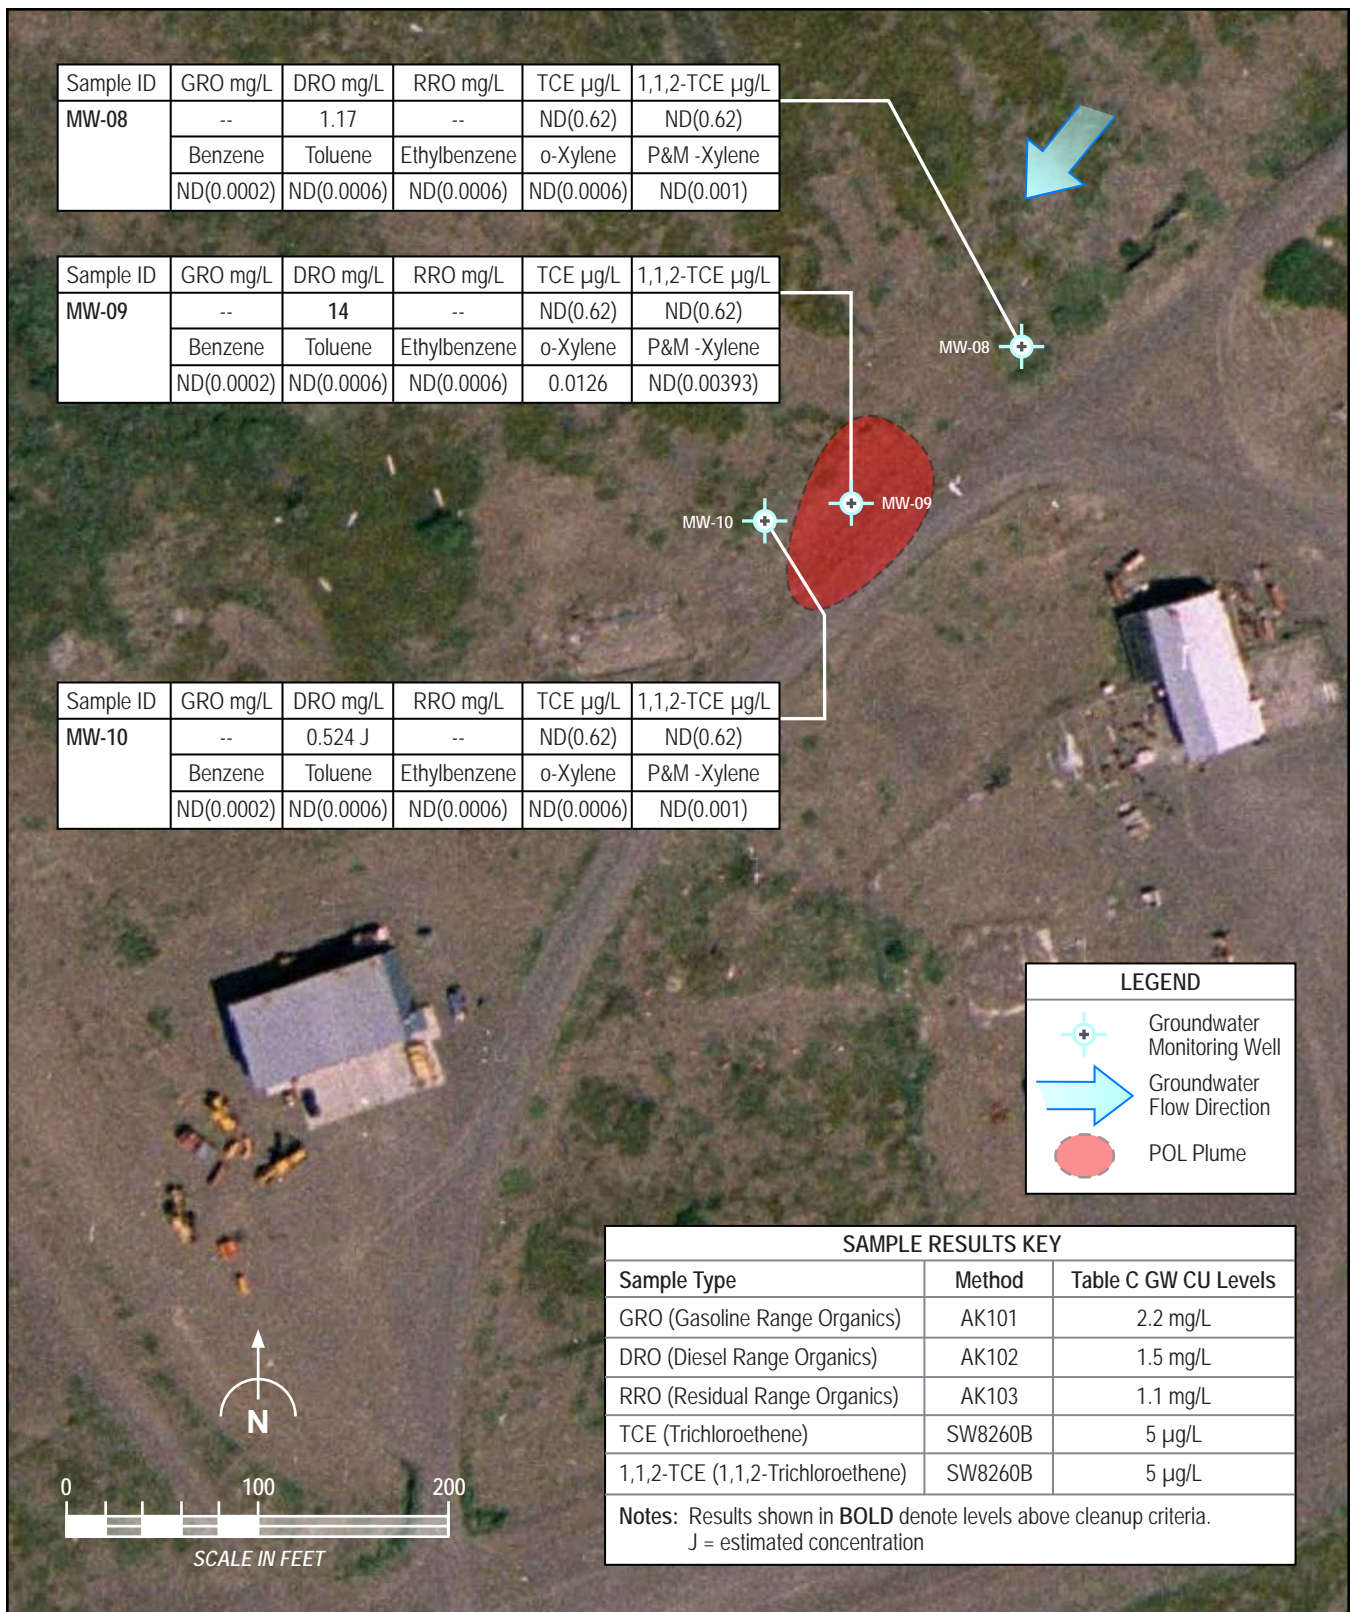 Sample ID GRO mg/L DRO mg/L RRO mg/L TCE µg/L 1,1,2-TCE µg/L
MW-08 -- 1.17 -- ND(0.62) ND(0.62)
Benzene Toluene Ethylbenzene o-Xylene P&M -Xylene
ND(0.0002) ND(0.0006) ND(0.0006) ND(0.0006) ND(0.001)
Sample ID GRO mg/L DRO mg/L RRO mg/L TCE µg/L 1,1,2-TCE µg/L
MW-09 -- 14 -- ND(0.62) ND(0.62)
Benzene Toluene Ethylbenzene o-Xylene P&M -Xylene
ND(0.0002) ND(0.0006) ND(0.0006) 0.0126 ND(0.00393)
MW-08
MW-09
MW-10
Sample ID GRO mg/L DRO mg/L RRO mg/L TCE µg/L 1,1,2-TCE µg/L
MW-10 -- 0.524 J -- ND(0.62) ND(0.62)
Benzene Toluene Ethylbenzene o-Xylene P&M -Xylene
ND(0.0002) ND(0.0006) ND(0.0006) ND(0.0006) ND(0.001)
LEGEND
Groundwater
Monitoring Well
Groundwater
Flow Direction
POL Plume
SAMPLE RESULTS KEY
Sample Type Method Table C GW CU Levels
GRO (Gasoline Range Organics) AK101 2.2 mg/L
DRO (Diesel Range Organics) AK102 1.5 mg/L
RRO (Residual Range Organics) AK103 1.1 mg/L
TCE (Trichloroethene) SW8260B 5 µg/L
1,1,2-TCE (1,1,2-Trichloroethene) SW8260B 5 µg/L
Notes: Results shown in BOLD denote levels above cleanup criteria.
J = estimated concentration
N
0 100 200
SCALE IN FEET